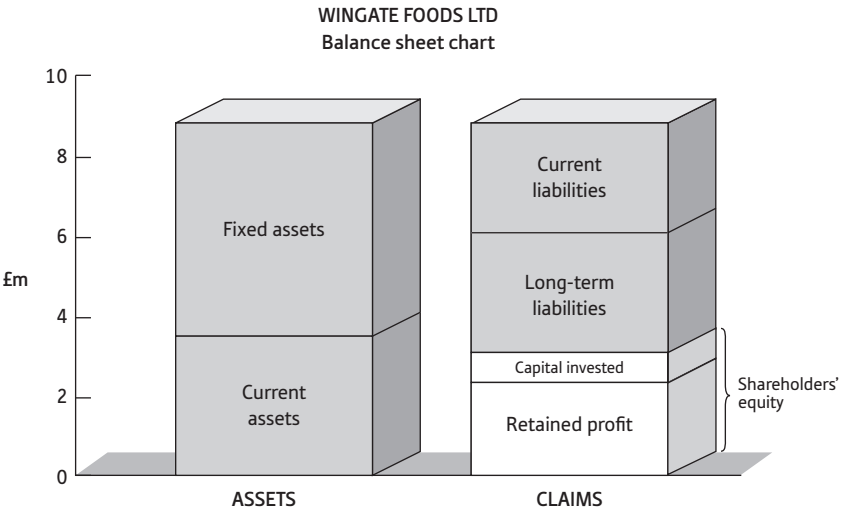 WINGATE FOODS LTD
Balance sheet chart
10
8
6
£m
4
2
0
Fixed assets
Current
assets
Current
liabilities
Long-term
liabilities
Capital invested
Retained profit
Shareholders'
equity
ASSETS
CLAIMS